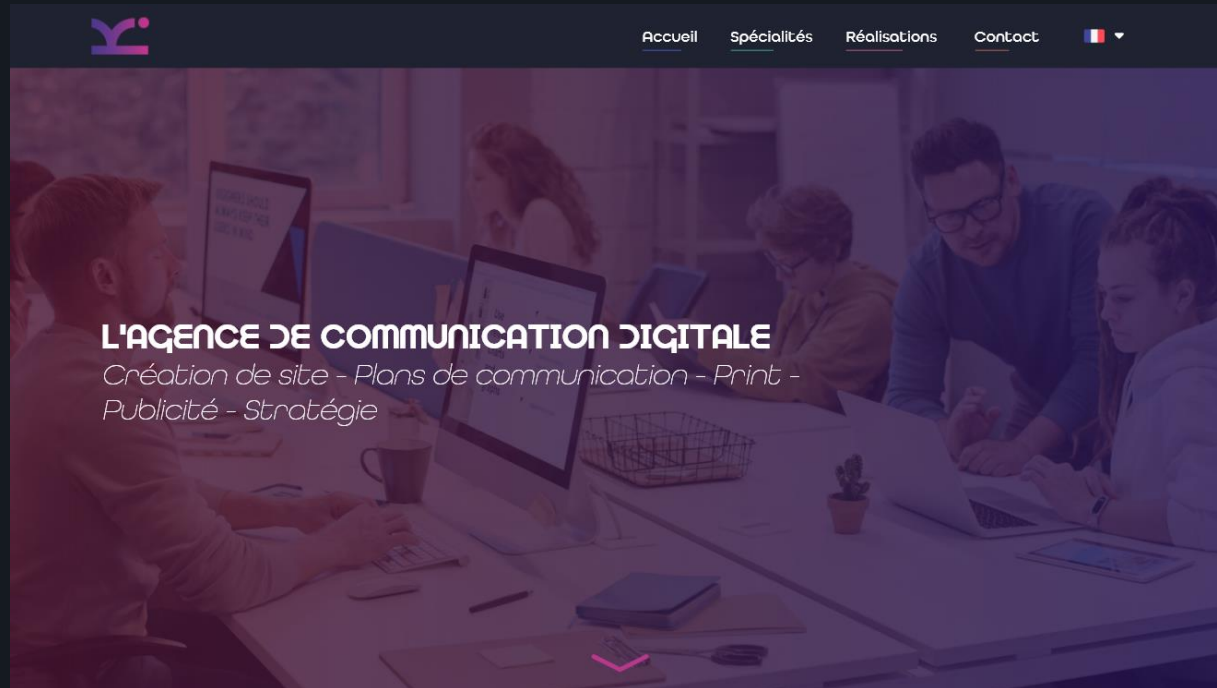 Accueil Spécialités Réalisations Contact
L'AGENCE DE COMMUNICATION DIGITALE
Création de site - Plans de communication - Print -
Publicité - Stratégie